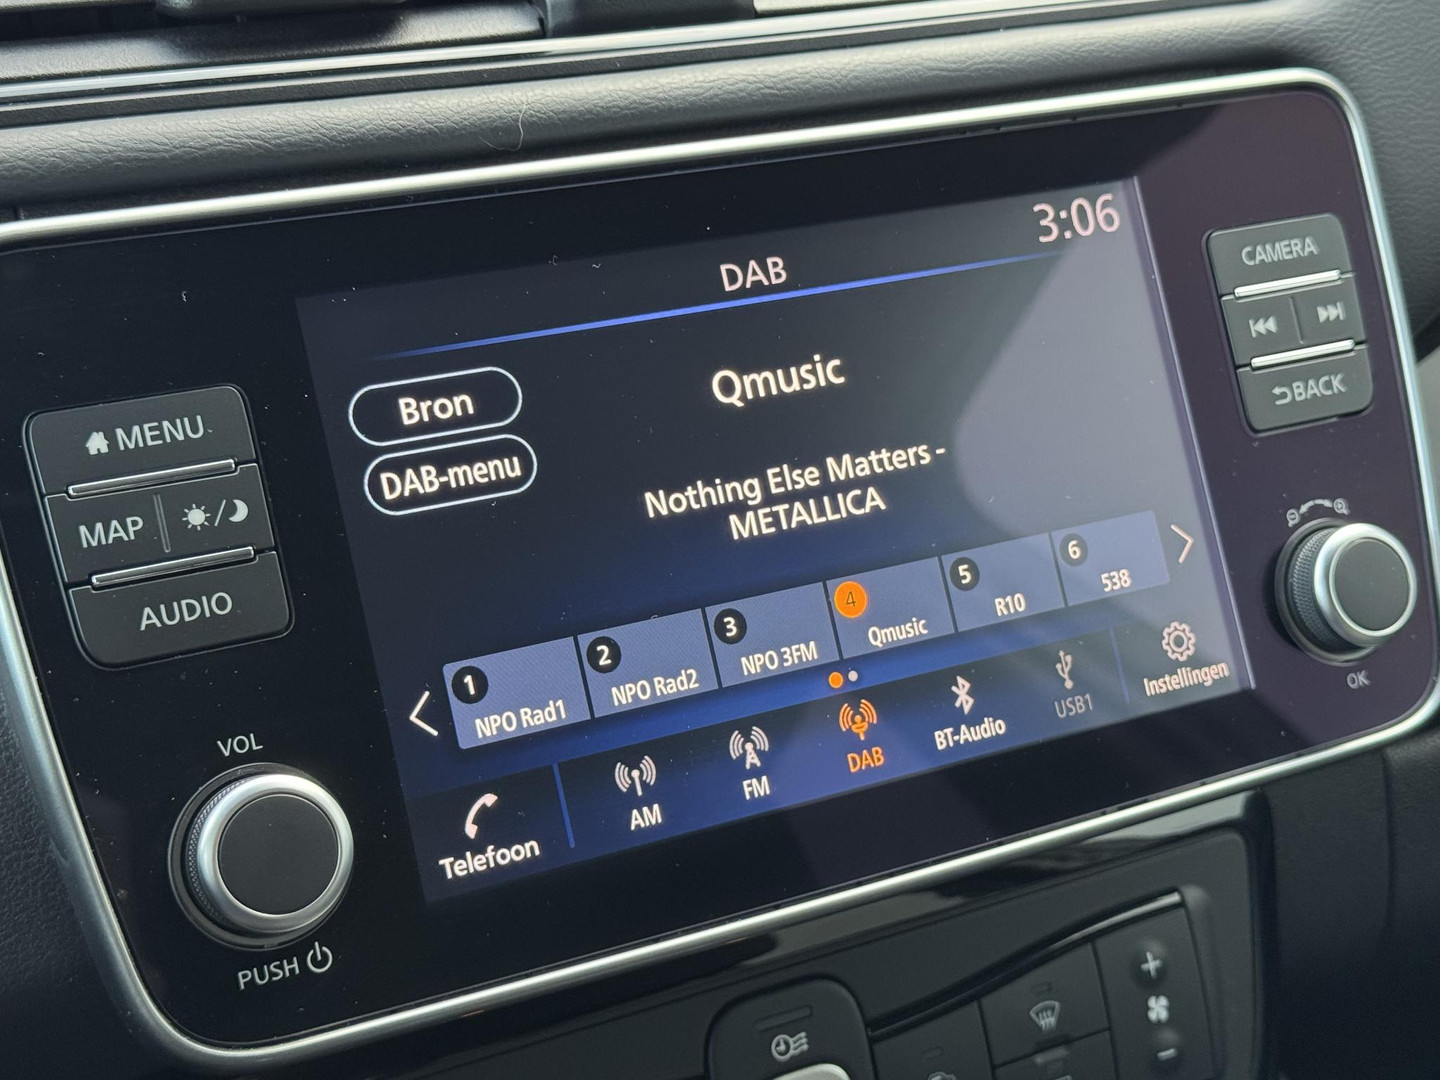 3:06
DAB
CAMERA
Qmusic
Bron
BACK
MENU
DAB-menu
Nothing Else Matters -
METALLICA
MAP
AUDIO
1 NPO Rad1
2 NPO Rad2
3 NPO 3FM
4 Qmusic
5 R10
6 538
OK
VOL
Telefoon
AM
FM
DAB
BT-Audio
USB1
Instellingen
PUSH
+
-